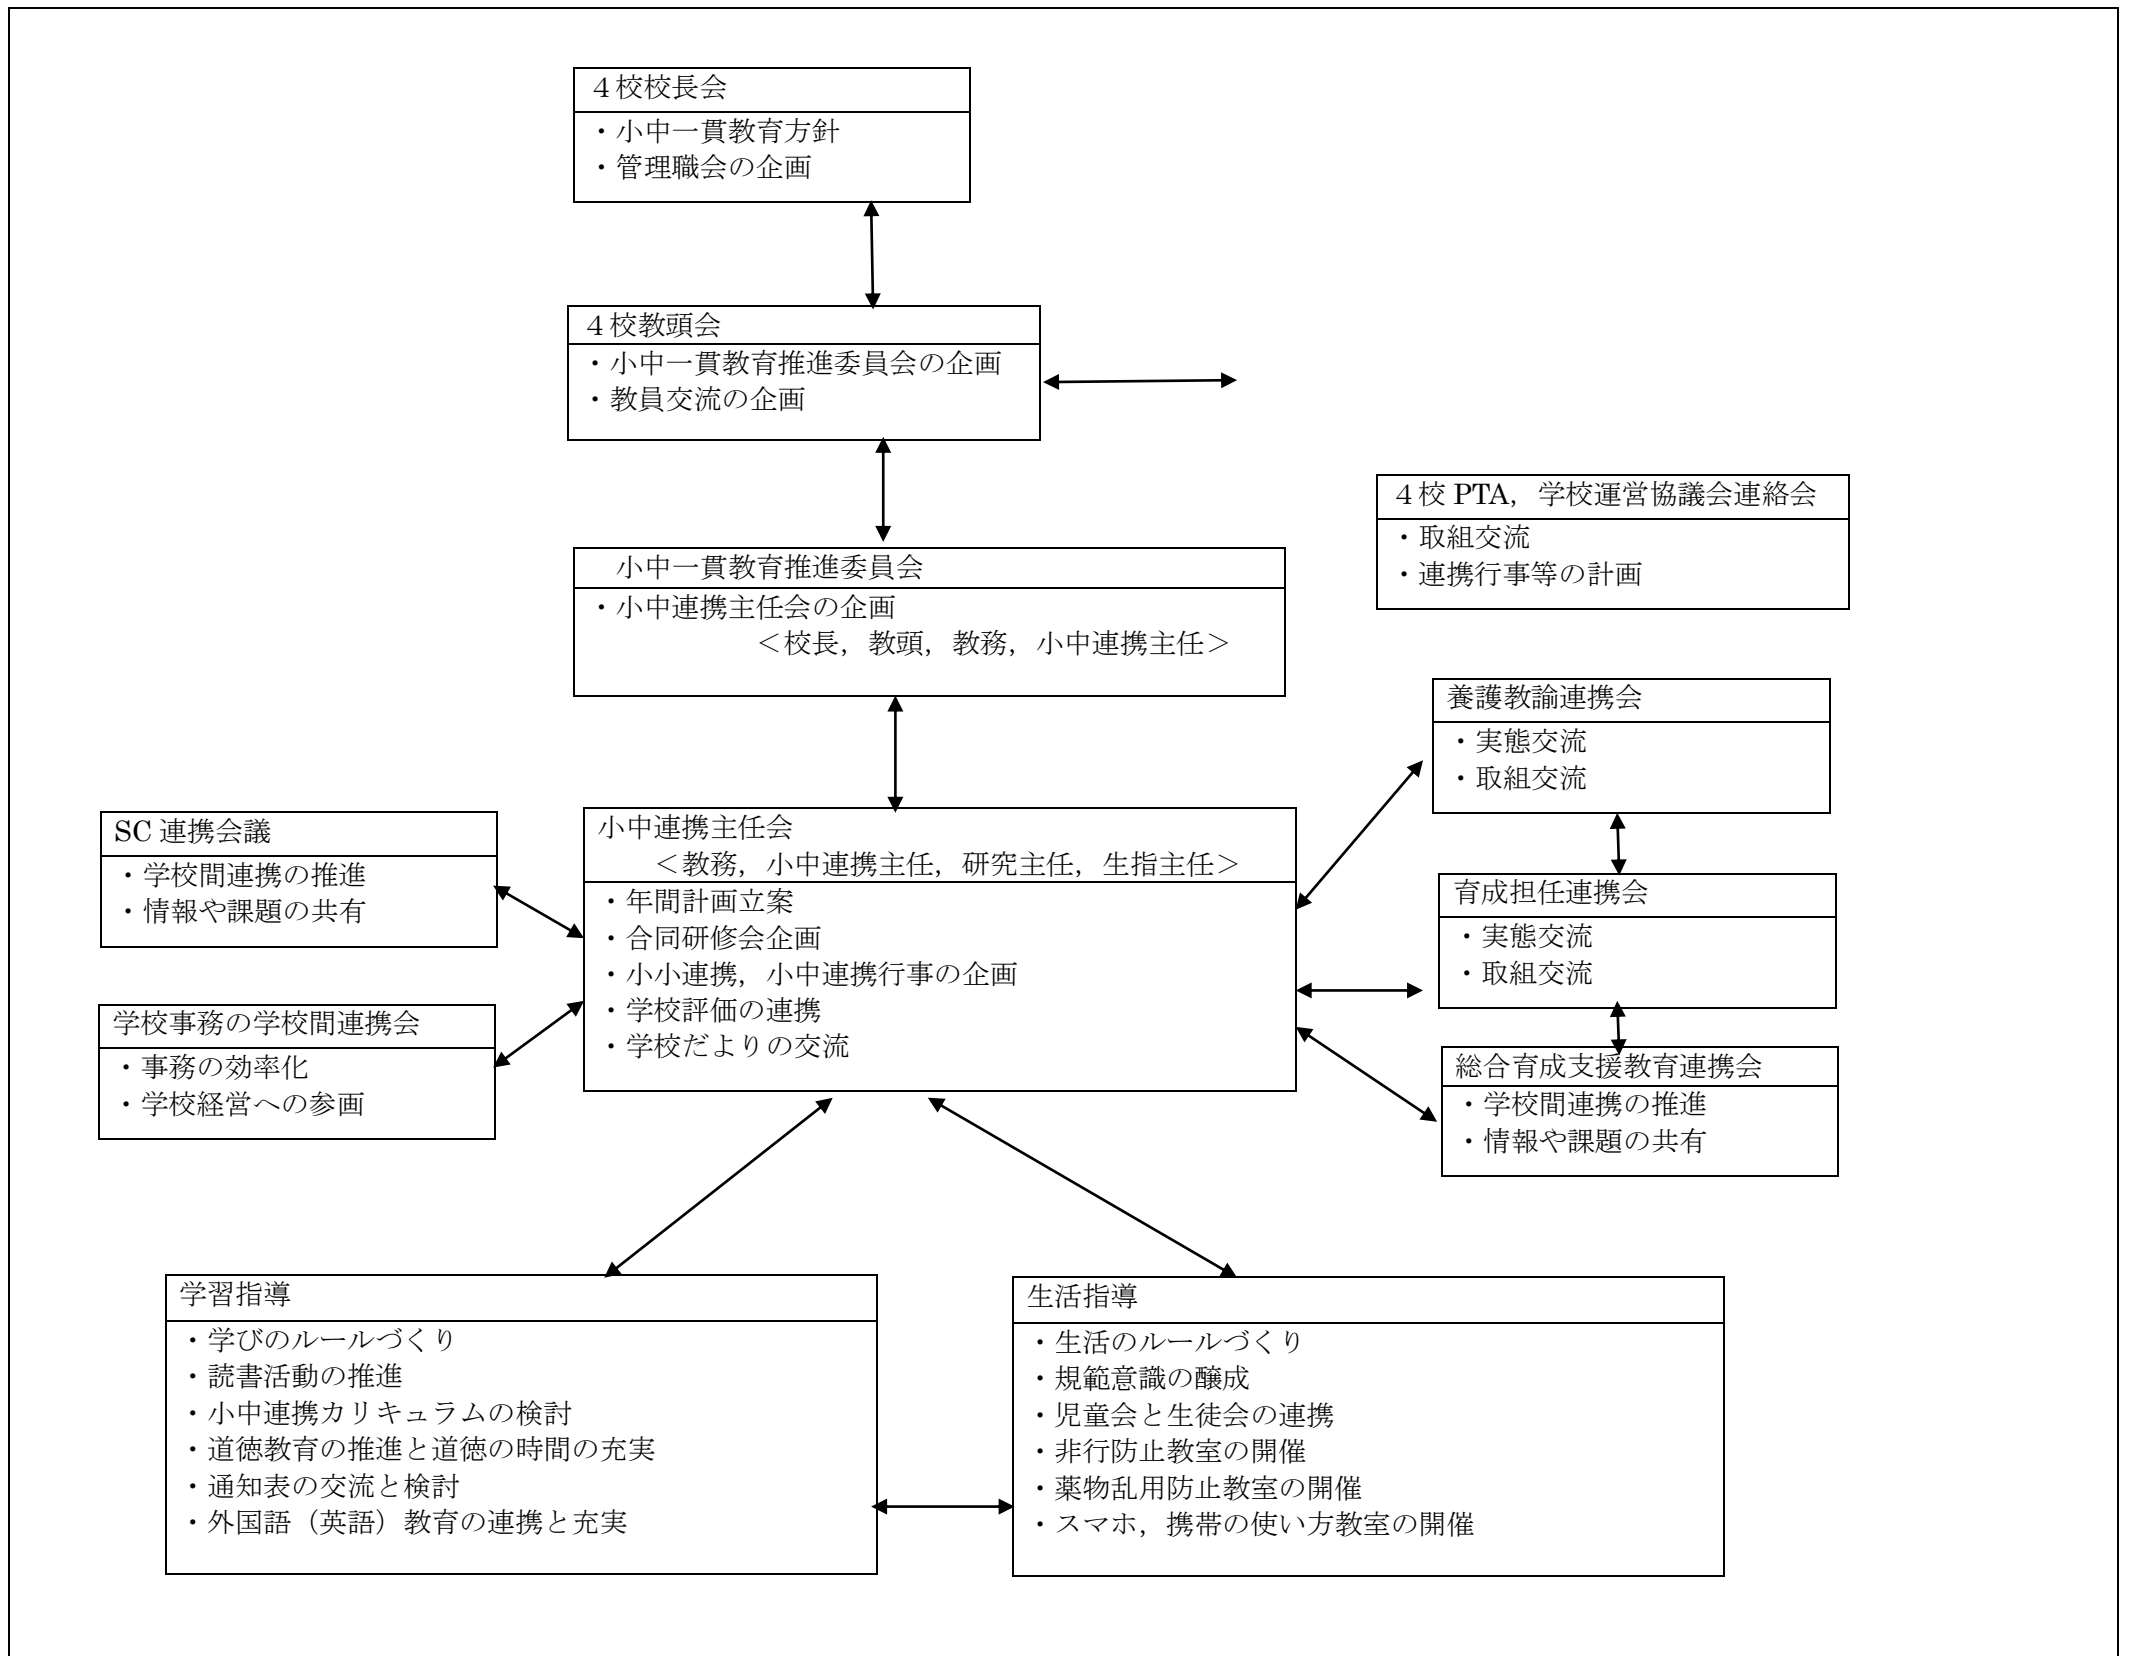 ４校校長会
・小中一貫教育方針
・管理職会の企画
４校教頭会
・小中一貫教育推進委員会の企画
・教員交流の企画
４校 PTA，学校運営協議会連絡会
・取組交流
・連携行事等の計画
小中一貫教育推進委員会
・小中連携主任会の企画
＜校長，教頭，教務，小中連携主任＞
養護教諭連携会
・実態交流
・取組交流
SC 連携会議
・学校間連携の推進
・情報や課題の共有
小中連携主任会
＜教務，小中連携主任，研究主任，生指主任＞
・年間計画立案
・合同研修会企画
・小小連携，小中連携行事の企画
・学校評価の連携
・学校だよりの交流
育成担任連携会
・実態交流
・取組交流
学校事務の学校間連携会
・事務の効率化
・学校経営への参画
総合育成支援教育連携会
・学校間連携の推進
・情報や課題の共有
学習指導
・学びのルールづくり
・読書活動の推進
・小中連携カリキュラムの検討
・道徳教育の推進と道徳の時間の充実
・通知表の交流と検討
・外国語（英語）教育の連携と充実
生活指導
・生活のルールづくり
・規範意識の醸成
・児童会と生徒会の連携
・非行防止教室の開催
・薬物乱用防止教室の開催
・スマホ，携帯の使い方教室の開催